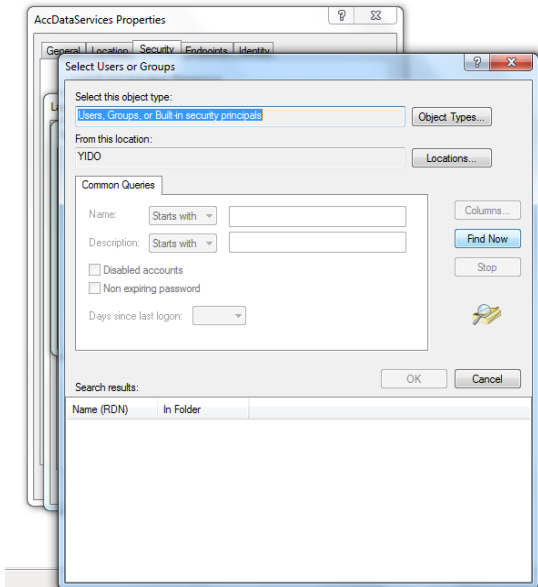 AccDataServices Properties
General Location Security Endpoints Identity
Select Users or Groups
Select this object type:
Users, Groups, or Built-in security principals
Object Types...
From this location:
YIDO
Locations...
Common Queries
Name: Starts with
Columns...
Description: Starts with
Find Now
Disabled accounts
Stop
Non expiring password
Days since last logon:
OK Cancel
Search results:
Name (RDN) In Folder